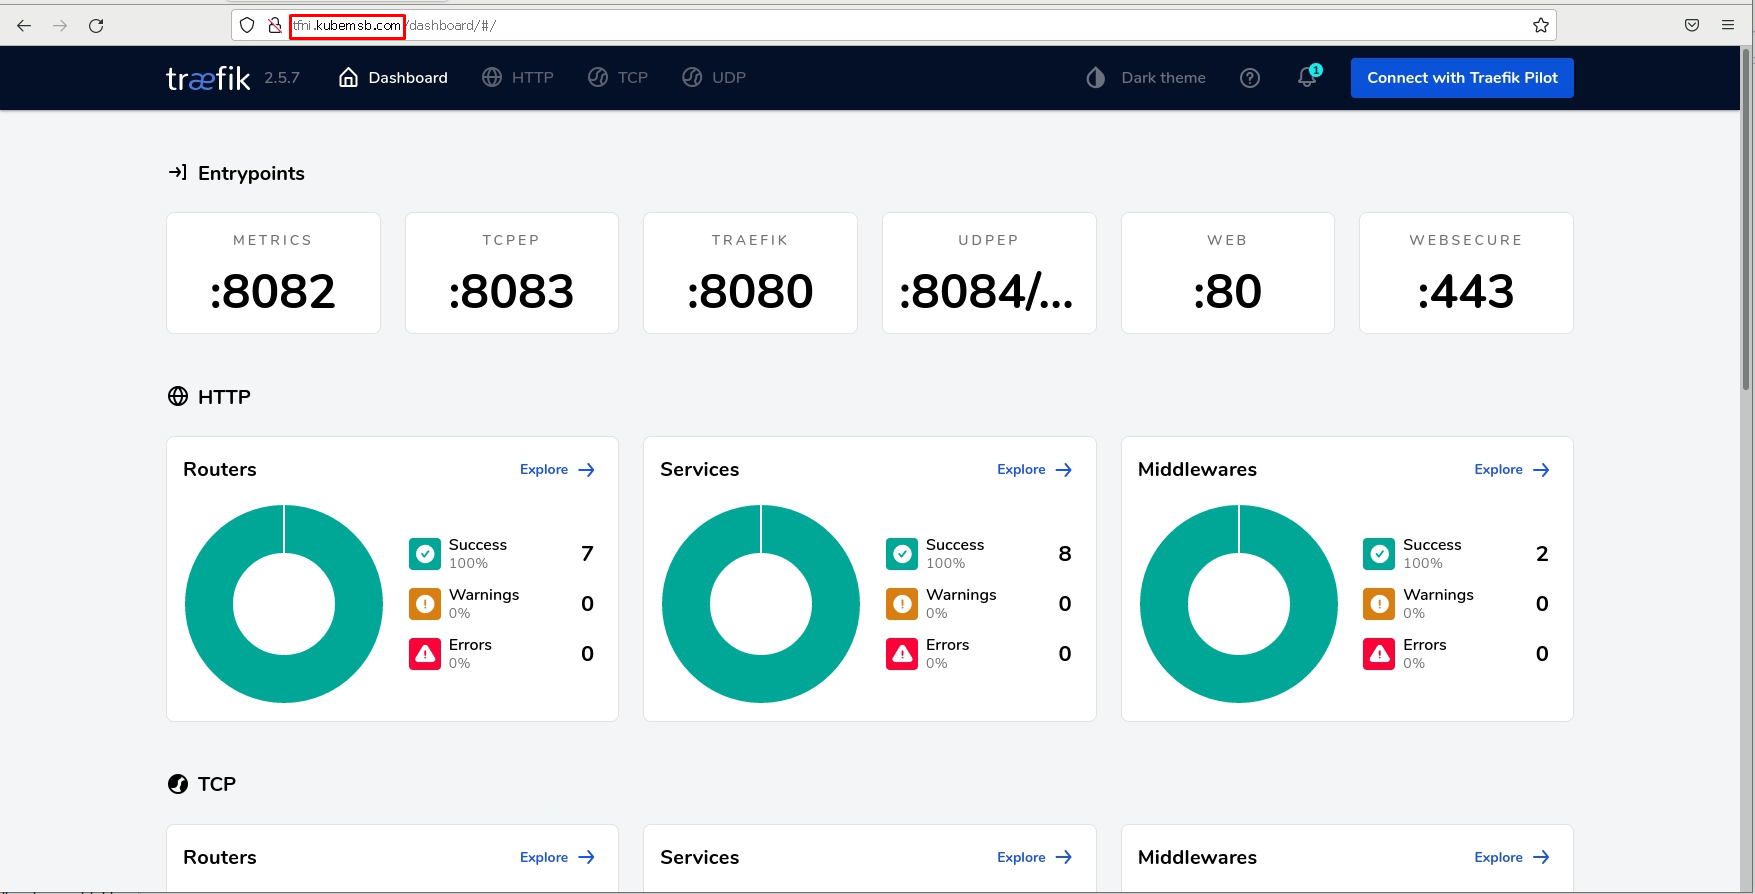 tfni.kubemsb.com/dashboard/#/
træfik 2.5.7 Dashboard HTTP TCP UDP Dark theme 1 Connect with Traefik Pilot
Entrypoints
METRICS TCPEP TRAEFIK UDPEP WEB WEBSECURE
:8082 :8083 :8080 :8084/... :80 :443
HTTP
Routers Explore Services Explore Middlewares Explore
Success 7 Success 8 Success 2
100% 100% 100%
Warnings 0 Warnings 0 Warnings 0
0% 0% 0%
Errors 0 Errors 0 Errors 0
0% 0% 0%
TCP
Routers Explore Services Explore Middlewares Explore